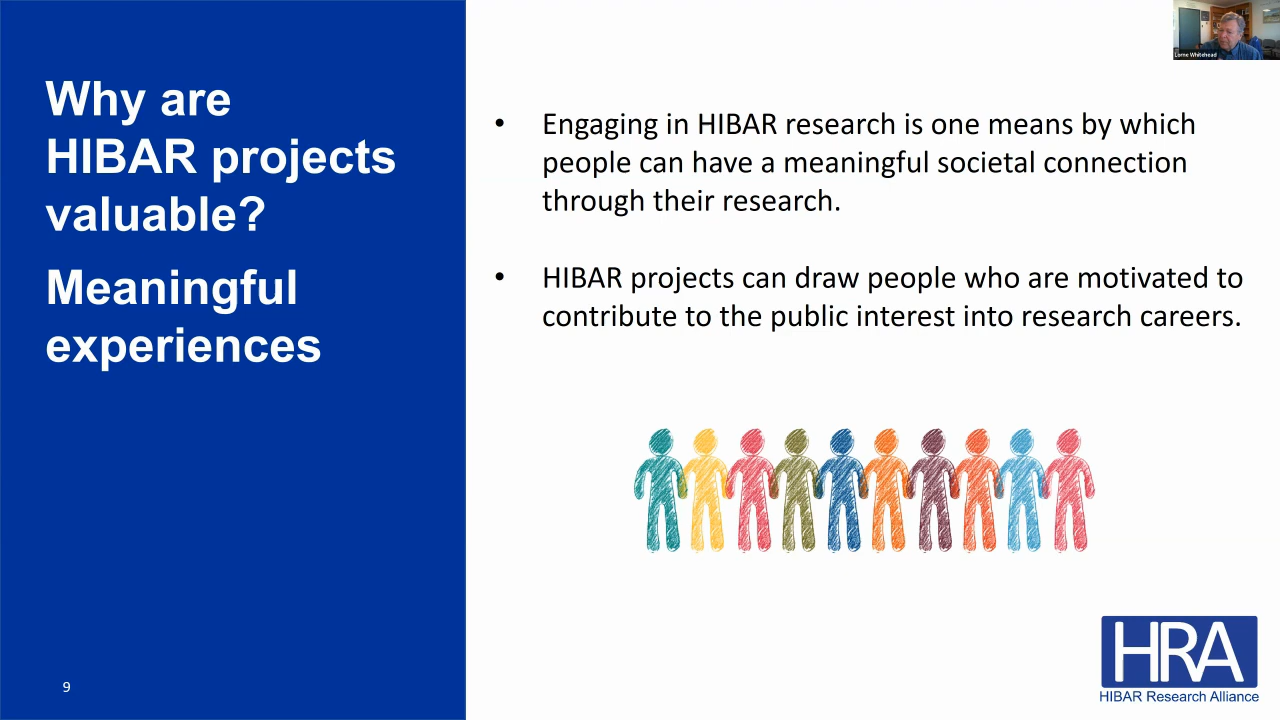 Why are
HIBAR projects
valuable?
Meaningful
experiences
9
Lorne Whitehead
• Engaging in HIBAR research is one means by which
people can have a meaningful societal connection
through their research.
• HIBAR projects can draw people who are motivated to
contribute to the public interest into research careers.
HRA
HIBAR Research Alliance